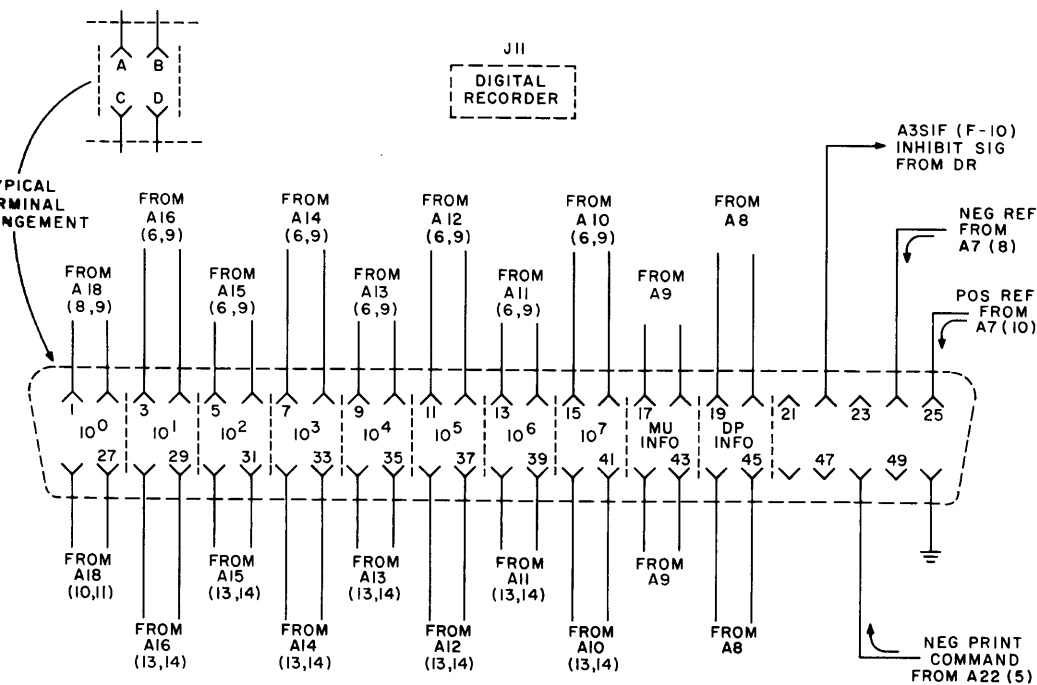 A B
C D
J11
DIGITAL
RECORDER
A3S1F (F-10)
INHIBIT SIG
FROM DR
NGEMENT
FROM
A16
(6,9)
FROM
A14
(6,9)
FROM
A12
(6,9)
FROM
A10
(6,9)
FROM
A8
NEG REF
FROM
A7 (8)
FROM
A18
(8,9)
FROM
A15
(6,9)
FROM
A13
(6,9)
FROM
A11
(6,9)
FROM
A9
POS REF
FROM
A7 (10)
1 3 5 7 9 11 13 15 17 19 21 23 25
10⁰ 10¹ 10² 10³ 10⁴ 10⁵ 10⁶ 10⁷
MU
INFO
DP
INFO
27 29 31 33 35 37 39 41 43 45 47 49
FROM
A18
(10,11)
FROM
A15
(13,14)
FROM
A13
(13,14)
FROM
A11
(13,14)
FROM
A9
FROM
A16
(13,14)
FROM
A14
(13,14)
FROM
A12
(13,14)
FROM
A10
(13,14)
FROM
A8
NEG PRINT
COMMAND
FROM A22 (5)